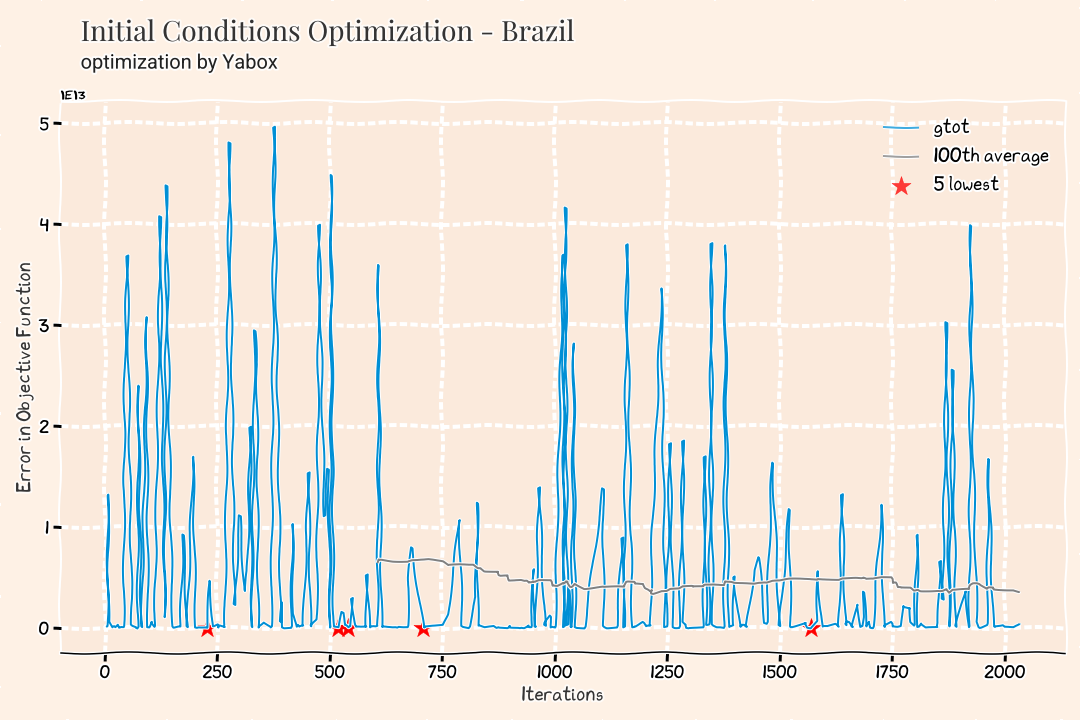 Initial Conditions Optimization - Brazil
optimization by Yabox
1E13
5
4
3
2
1
0
Error in Objective Function
gtot
100th average
5 lowest
0 250 500 750 1000 1250 1500 1750 2000
Iterations